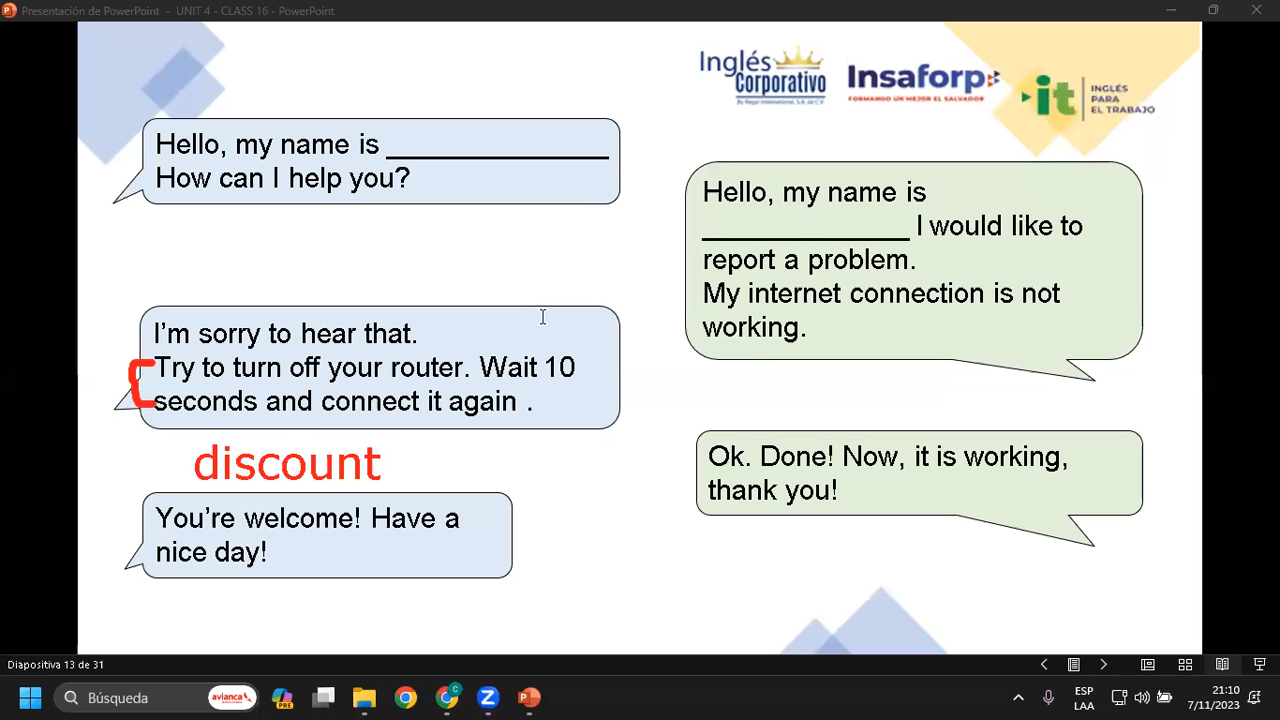 Presentación de PowerPoint - UNIT 4 - CLASS 16 - PowerPoint
Inglés
Corporativo
Insaforp
FORMANDO UN MEJOR EL SALVADOR
it
INGLÉS
PARA
EL TRABAJO
Hello, my name is ______________
How can I help you?
Hello, my name is
_____________ I would like to
report a problem.
My internet connection is not
working.
I'm sorry to hear that.
Try to turn off your router. Wait 10
seconds and connect it again .
discount
Ok. Done! Now, it is working,
thank you!
You're welcome! Have a
nice day!
Diapositiva 13 de 31
Búsqueda
avianca
PRE
ESP
LAA
21:10
7/11/2023